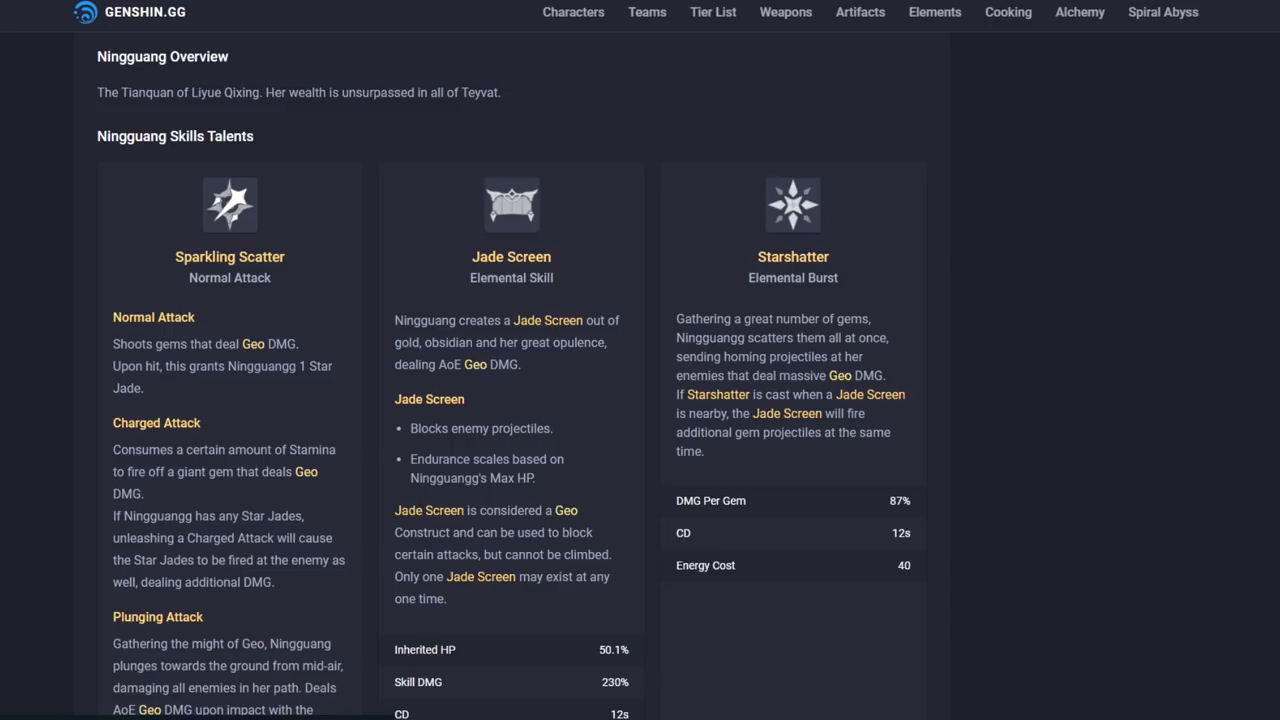 GENSHIN.GG
Characters
Teams
Tier List
Weapons
Artifacts
Elements
Cooking
Alchemy
Spiral Abyss
Ningguang Overview
The Tianquan of Liyue Qixing. Her wealth is unsurpassed in all of Teyvat.
Ningguang Skills Talents
Sparkling Scatter
Normal Attack
Normal Attack
Shoots gems that deal Geo DMG.
Upon hit, this grants Ningguangg 1 Star
Jade.
Charged Attack
Consumes a certain amount of Stamina
to fire off a giant gem that deals Geo
DMG.
If Ningguangg has any Star Jades,
unleashing a Charged Attack will cause
the Star Jades to be fired at the enemy as
well, dealing additional DMG.
Plunging Attack
Gathering the might of Geo, Ningguang
plunges towards the ground from mid-air,
damaging all enemies in her path. Deals
AoE Geo DMG upon impact with the
Jade Screen
Elemental Skill
Ningguang creates a Jade Screen out of
gold, obsidian and her great opulence,
dealing AoE Geo DMG.
Jade Screen
• Blocks enemy projectiles.
• Endurance scales based on
Ningguangg's Max HP.
Jade Screen is considered a Geo
Construct and can be used to block
certain attacks, but cannot be climbed.
Only one Jade Screen may exist at any
one time.
Inherited HP 50.1%
Skill DMG 230%
CD 12s
Starshatter
Elemental Burst
Gathering a great number of gems,
Ningguangg scatters them all at once,
sending homing projectiles at her
enemies that deal massive Geo DMG.
If Starshatter is cast when a Jade Screen
is nearby, the Jade Screen will fire
additional gem projectiles at the same
time.
DMG Per Gem 87%
CD 12s
Energy Cost 40